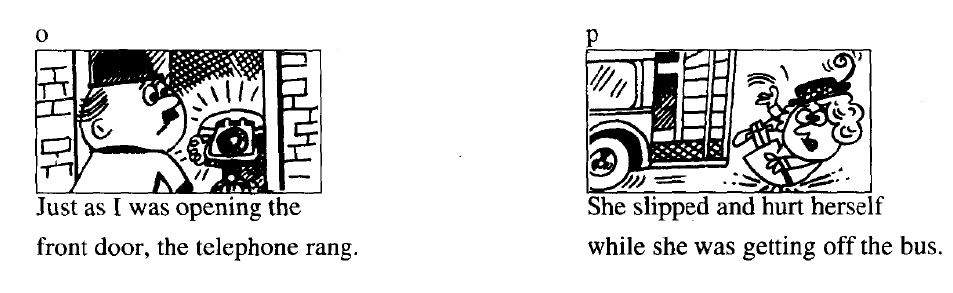 o
Just as I was opening the
front door, the telephone rang.
p
She slipped and hurt herself
while she was getting off the bus.